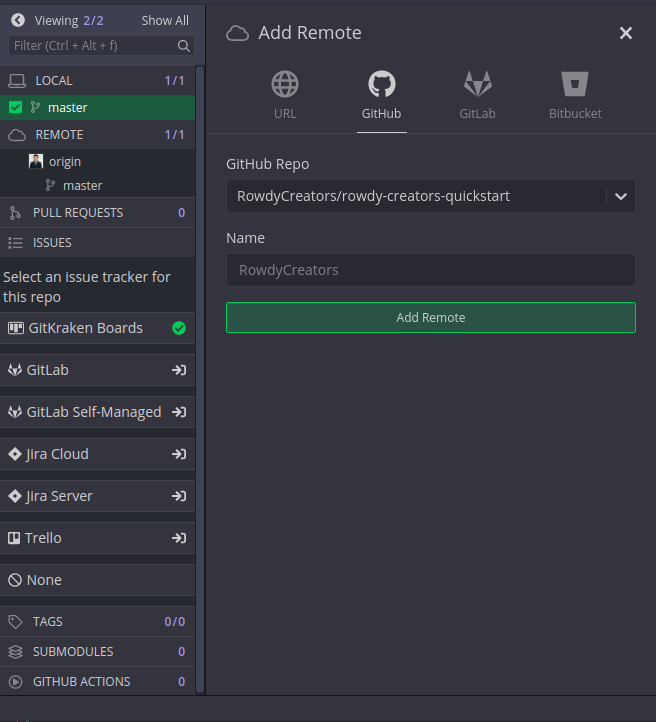 Viewing 2/2 Show All
Filter (Ctrl + Alt + f)
LOCAL 1/1
master
REMOTE 1/1
origin
master
PULL REQUESTS 0
ISSUES
Select an issue tracker for
this repo
GitKraken Boards
GitLab
GitLab Self-Managed
Jira Cloud
Jira Server
Trello
None
TAGS 0/0
SUBMODULES 0
GITHUB ACTIONS 0
Add Remote
URL GitHub GitLab Bitbucket
GitHub Repo
RowdyCreators/rowdy-creators-quickstart
Name
RowdyCreators
Add Remote